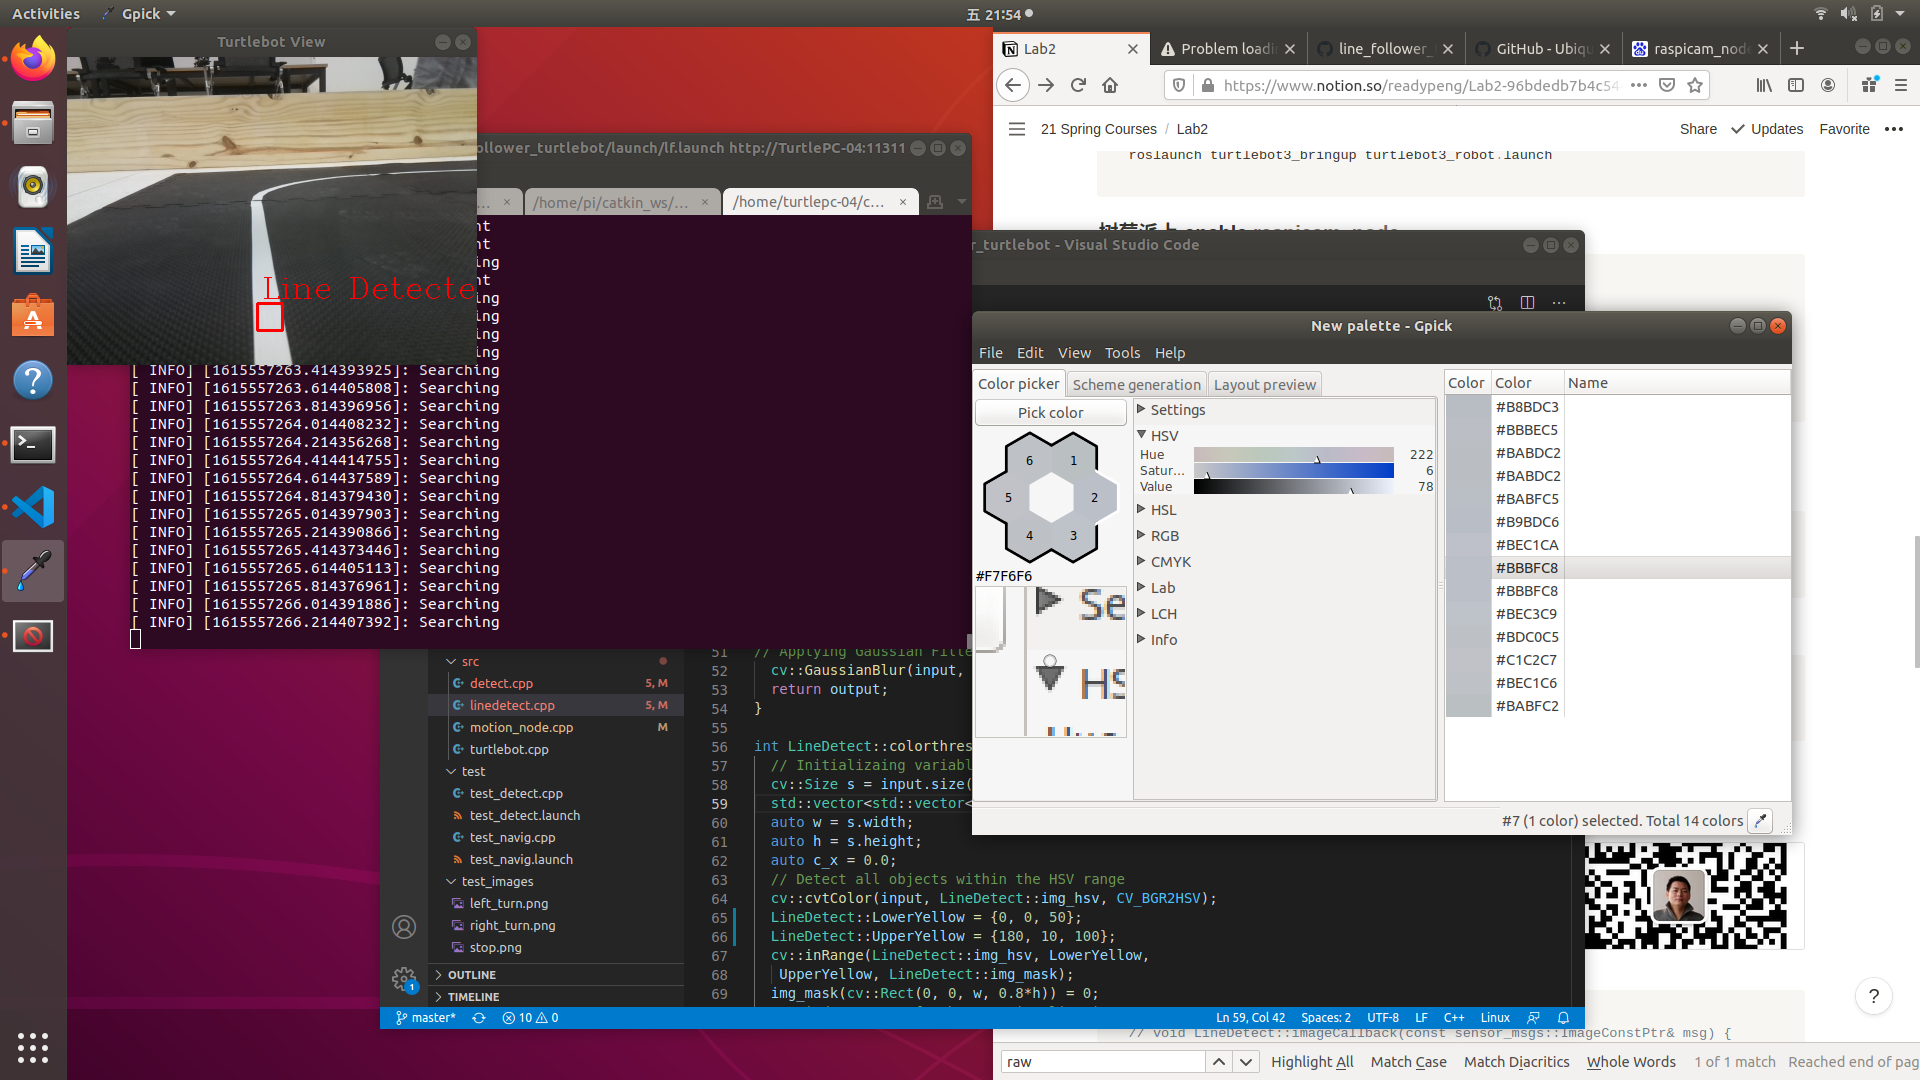 Activities
Gpick
五 21:54
Turtlebot View
Line Detecte
ollower_turtlebot/launch/lf.launch http://TurtlePC-04:11311
/home/pi/catkin_ws/...
/home/turtlepc-04/c...
nt
nt
ing
nt
ing
ing
ing
ing
[ INFO] [1615557263.414393925]: Searching
[ INFO] [1615557263.614405808]: Searching
[ INFO] [1615557263.814396956]: Searching
[ INFO] [1615557264.014408232]: Searching
[ INFO] [1615557264.214356268]: Searching
[ INFO] [1615557264.414414755]: Searching
[ INFO] [1615557264.614437589]: Searching
[ INFO] [1615557264.814379430]: Searching
[ INFO] [1615557265.014397903]: Searching
[ INFO] [1615557265.214390866]: Searching
[ INFO] [1615557265.414373446]: Searching
[ INFO] [1615557265.614405113]: Searching
[ INFO] [1615557265.814376961]: Searching
[ INFO] [1615557266.014391886]: Searching
[ INFO] [1615557266.214407392]: Searching
Lab2
Problem loadi
line_follower_
GitHub - Ubiqu
raspicam_node
https://www.notion.so/readypeng/Lab2-96bdedb7b4c54
21 Spring Courses / Lab2
Share
Updates
Favorite
roslaunch turtlebot3_bringup turtlebot3_robot.launch
树莓派上 enable raspicam_node
r_turtlebot - Visual Studio Code
New palette - Gpick
File Edit View Tools Help
Color picker
Scheme generation
Layout preview
Pick color
6
1
5
2
4
3
#F7F6F6
Se
HS
Settings
HSV
Hue 222
Satur... 6
Value 78
HSL
RGB
CMYK
Lab
LCH
Info
Color Color Name
#B8BDC3
#BBBEC5
#BABDC2
#BABDC2
#BABFC5
#B9BDC6
#BEC1CA
#BBBFC8
#BBBFC8
#BEC3C9
#BDC0C5
#C1C2C7
#BEC1C6
#BABFC2
#7 (1 color) selected. Total 14 colors
src
detect.cpp 5, M
linedetect.cpp 5, M
motion_node.cpp M
turtlebot.cpp
test
test_detect.cpp
test_detect.launch
test_navig.cpp
test_navig.launch
test_images
left_turn.png
right_turn.png
stop.png
OUTLINE
TIMELINE
1
51 // Applying Gaussian Filte
52 cv::GaussianBlur(input,
53 return output;
54 }
55
56 int LineDetect::colorthres
57 // Initializaing variabl
58 cv::Size s = input.size(
59 std::vector<std::vector<
60 auto w = s.width;
61 auto h = s.height;
62 auto c_x = 0.0;
63 // Detect all objects within the HSV range
64 cv::cvtColor(input, LineDetect::img_hsv, CV_BGR2HSV);
65 LineDetect::LowerYellow = {0, 0, 50};
66 LineDetect::UpperYellow = {180, 10, 100};
67 cv::inRange(LineDetect::img_hsv, LowerYellow,
68 UpperYellow, LineDetect::img_mask);
69 img_mask(cv::Rect(0, 0, w, 0.8*h)) = 0;
master*
10
0
Ln 59, Col 42
Spaces: 2
UTF-8
LF
C++
Linux
?
// void LineDetect::imageCallback(const sensor_msgs::ImageConstPtr& msg) {
raw
Highlight All
Match Case
Match Diacritics
Whole Words
1 of 1 match
Reached end of pag